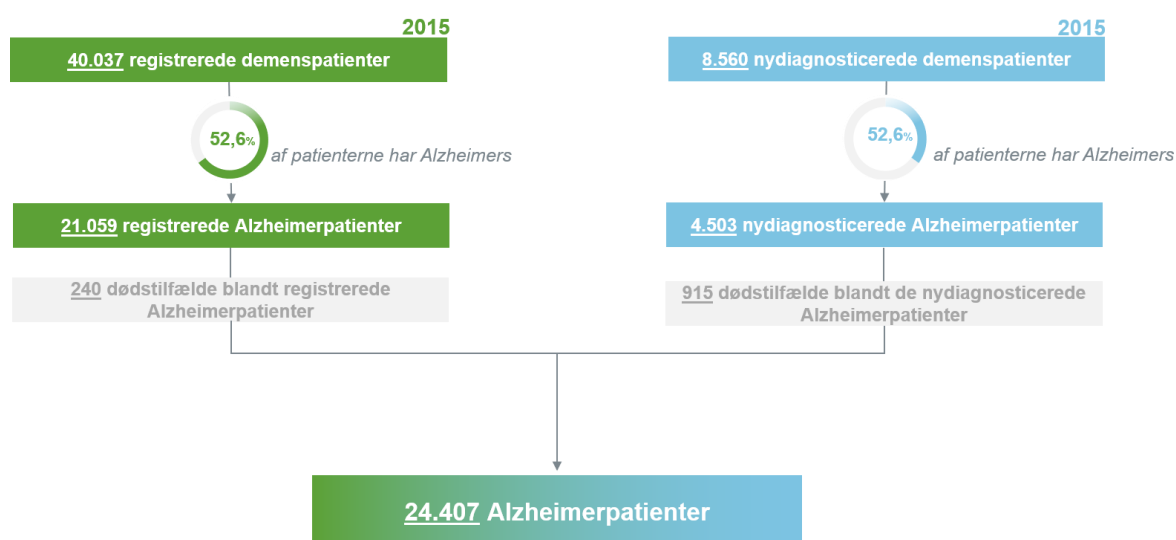 2015
40.037 registrerede demenspatienter
52,6%
af patienterne har Alzheimers
21.059 registrerede Alzheimerpatienter
240 dødstilfælde blandt registrerede
Alzheimerpatienter
2015
8.560 nydiagnosticerede demenspatienter
52,6%
af patienterne har Alzheimers
4.503 nydiagnosticerede Alzheimerpatienter
915 dødstilfælde blandt de nydiagnosticerede
Alzheimerpatienter
24.407 Alzheimerpatienter